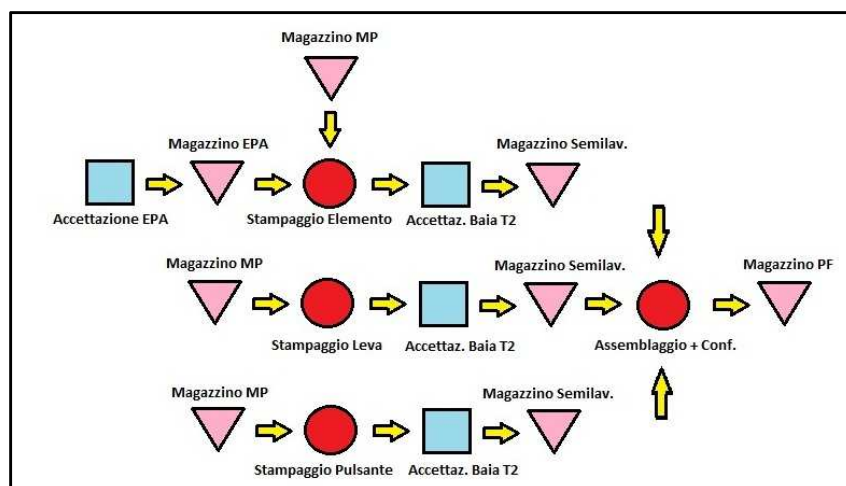 Magazzino MP
Magazzino EPA
Magazzino Semilav.
Accettazione EPA
Stampaggio Elemento
Accettaz. Baia T2
Magazzino MP
Magazzino Semilav.
Magazzino PF
Stampaggio Leva
Accettaz. Baia T2
Assemblaggio + Conf.
Magazzino MP
Magazzino Semilav.
Stampaggio Pulsante
Accettaz. Baia T2